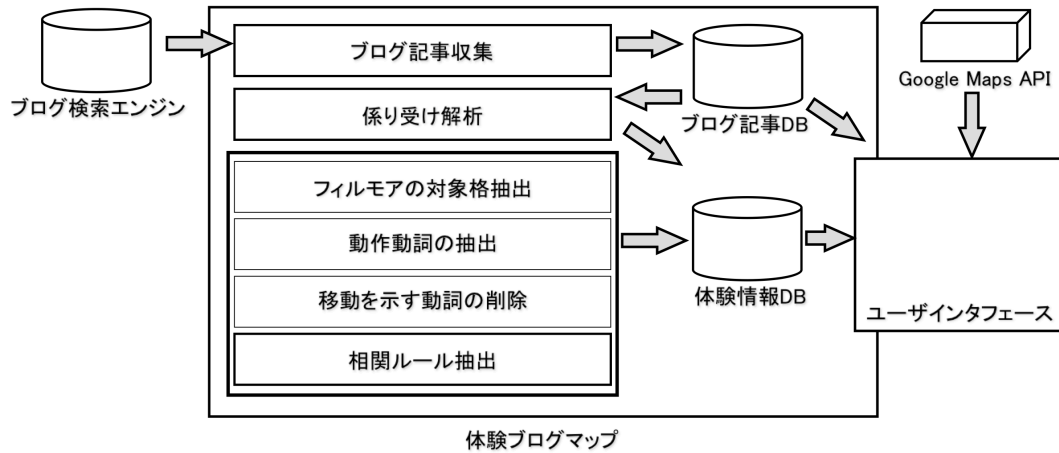 ブログ検索エンジン
ブログ記事収集
係り受け解析
フィルモアの対象格抽出
動作動詞の抽出
移動を示す動詞の削除
相関ルール抽出
ブログ記事DB
体験情報DB
Google Maps API
ユーザインタフェース
体験ブログマップ